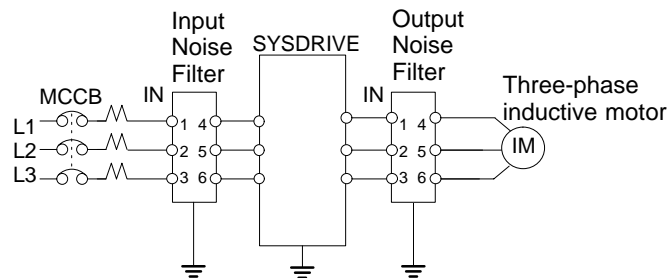 Input
Noise
Filter
SYSDRIVE
Output
Noise
Filter
Three-phase
inductive motor
MCCB
IN
IN
L1
1 4
1 4
L2
2 5
2 5
IM
L3
3 6
3 6